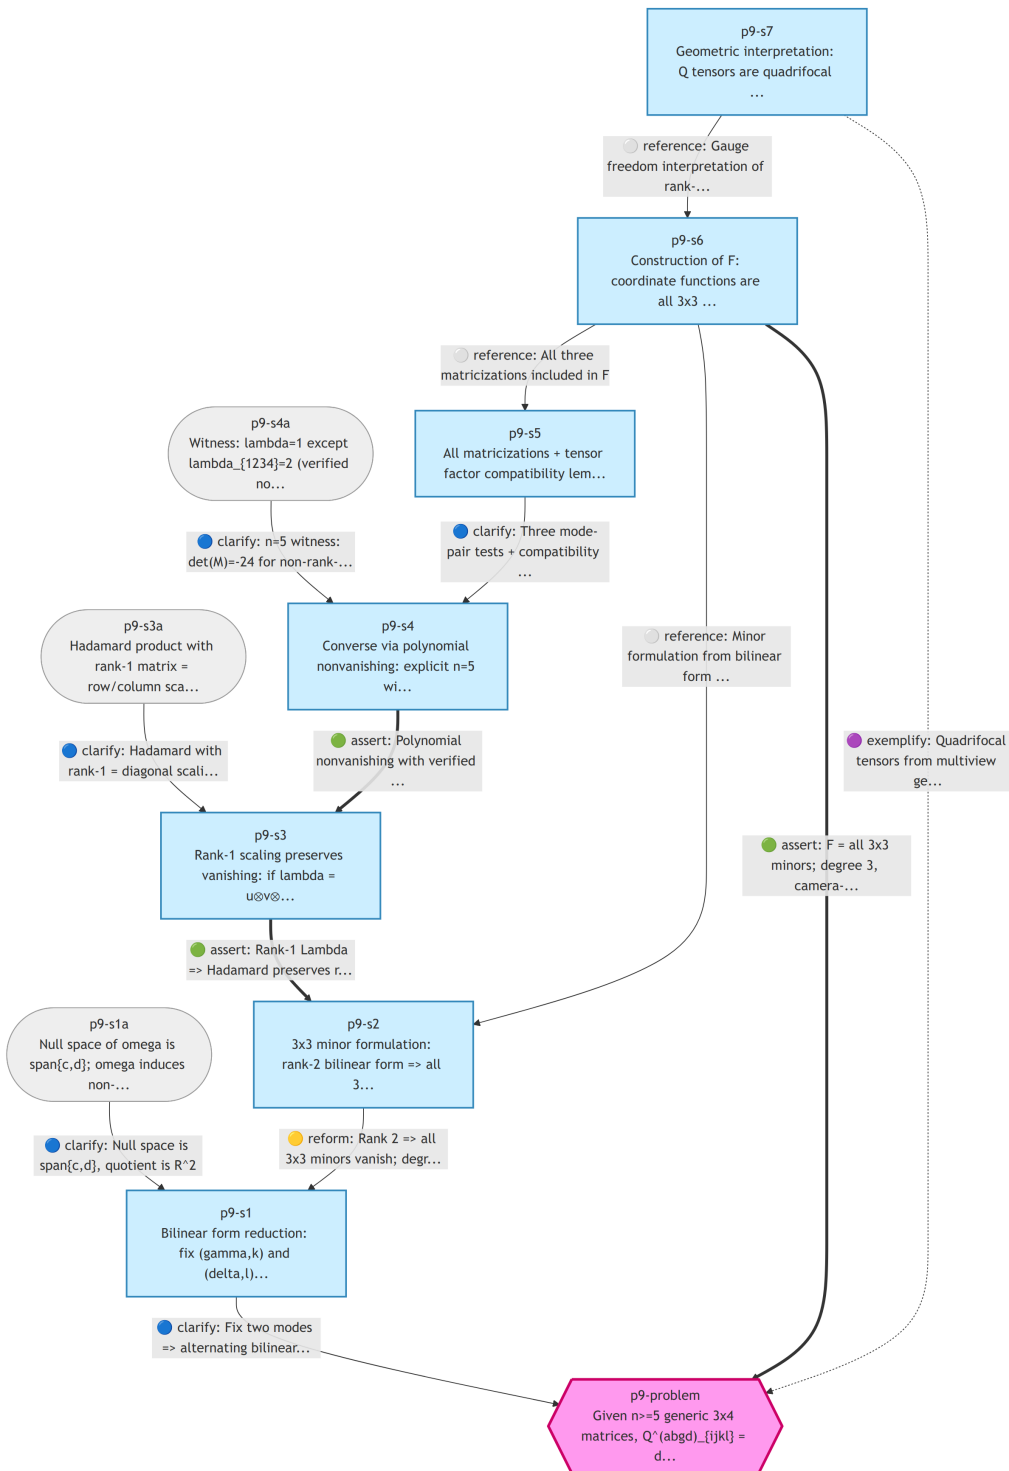 p9-s7
Geometric interpretation:
Q tensors are quadrifocal
...
⚪ reference: Gauge
freedom interpretation of
rank-...
p9-s6
Construction of F:
coordinate functions are
all 3x3 ...
⚪ reference: All three
matricizations included in F
p9-s4a
Witness: lambda=1 except
lambda_{1234}=2 (verified
no...
p9-s5
All matricizations + tensor
factor compatibility lem...
🔵 clarify: n=5 witness:
det(M)=-24 for non-rank-...
🔵 clarify: Three mode-
pair tests + compatibility
...
p9-s3a
Hadamard product with
rank-1 matrix =
row/column sca...
p9-s4
Converse via polynomial
nonvanishing: explicit n=5
wi...
⚪ reference: Minor
formulation from bilinear
form ...
🔵 clarify: Hadamard with
rank-1 = diagonal scali...
🟢 assert: Polynomial
nonvanishing with verified
...
🟣 exemplify: Quadrifocal
tensors from multiview
ge...
p9-s3
Rank-1 scaling preserves
vanishing: if lambda =
u⊗v⊗...
🟢 assert: F = all 3x3
minors; degree 3,
camera-...
🟢 assert: Rank-1 Lambda
=> Hadamard preserves r...
p9-s1a
Null space of omega is
span{c,d}; omega induces
non-...
p9-s2
3x3 minor formulation:
rank-2 bilinear form => all
3...
🔵 clarify: Null space is
span{c,d}, quotient is R^2
🟡 reform: Rank 2 => all
3x3 minors vanish; degr...
p9-s1
Bilinear form reduction:
fix (gamma,k) and
(delta,l)...
🔵 clarify: Fix two modes
=> alternating bilinear...
p9-problem
Given n>=5 generic 3x4
matrices, Q^(abgd)_{ijkl} =
d...